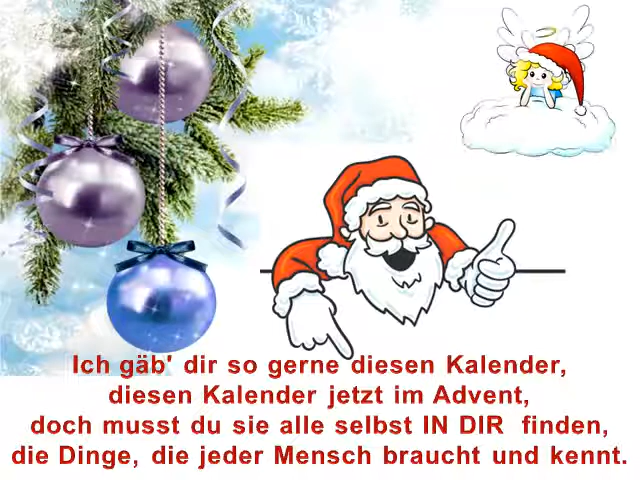 Ich gäb' dir so gerne diesen Kalender,
diesen Kalender jetzt im Advent,
doch musst du sie alle selbst IN DIR finden,
die Dinge, die jeder Mensch braucht und kennt.